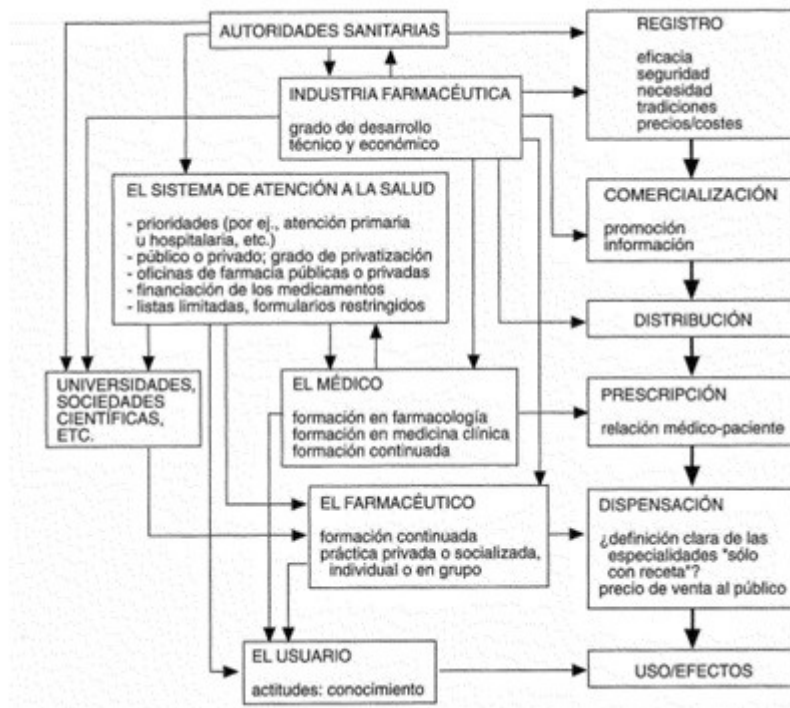 AUTORIDADES SANITARIAS
INDUSTRIA FARMACÉUTICA
grado de desarrollo
técnico y económico
EL SISTEMA DE ATENCIÓN A LA SALUD
- prioridades (por ej., atención primaria
u hospitalaria, etc.)
- público o privado; grado de privatización
- oficinas de farmacia públicas o privadas
- financiación de los medicamentos
- listas limitadas, formularios restringidos
UNIVERSIDADES,
SOCIEDADES
CIENTÍFICAS,
ETC.
EL MÉDICO
formación en farmacología
formación en medicina clínica
formación continuada
EL FARMACÉUTICO
formación continuada
práctica privada o socializada,
individual o en grupo
EL USUARIO
actitudes: conocimiento
REGISTRO
eficacia
seguridad
necesidad
tradiciones
precios/costes
COMERCIALIZACIÓN
promoción
información
DISTRIBUCIÓN
PRESCRIPCIÓN
relación médico-paciente
DISPENSACIÓN
¿definición clara de las
especialidades "sólo
con receta"?
precio de venta al público
USO/EFECTOS